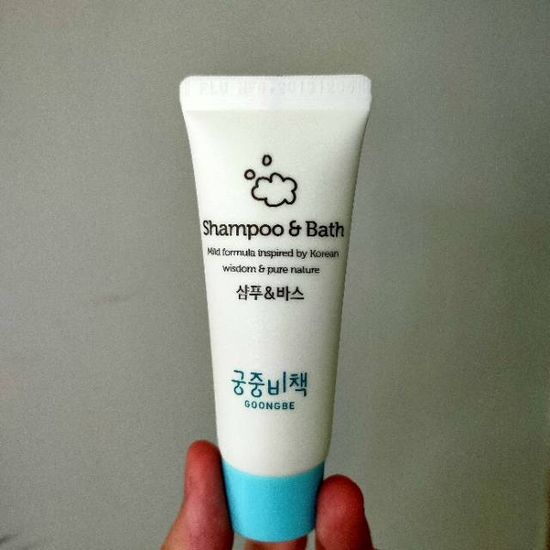 Shampoo & Bath
Mild formula inspired by Korean
wisdom & pure nature
샴푸&바스
궁중비책
GOONGBE